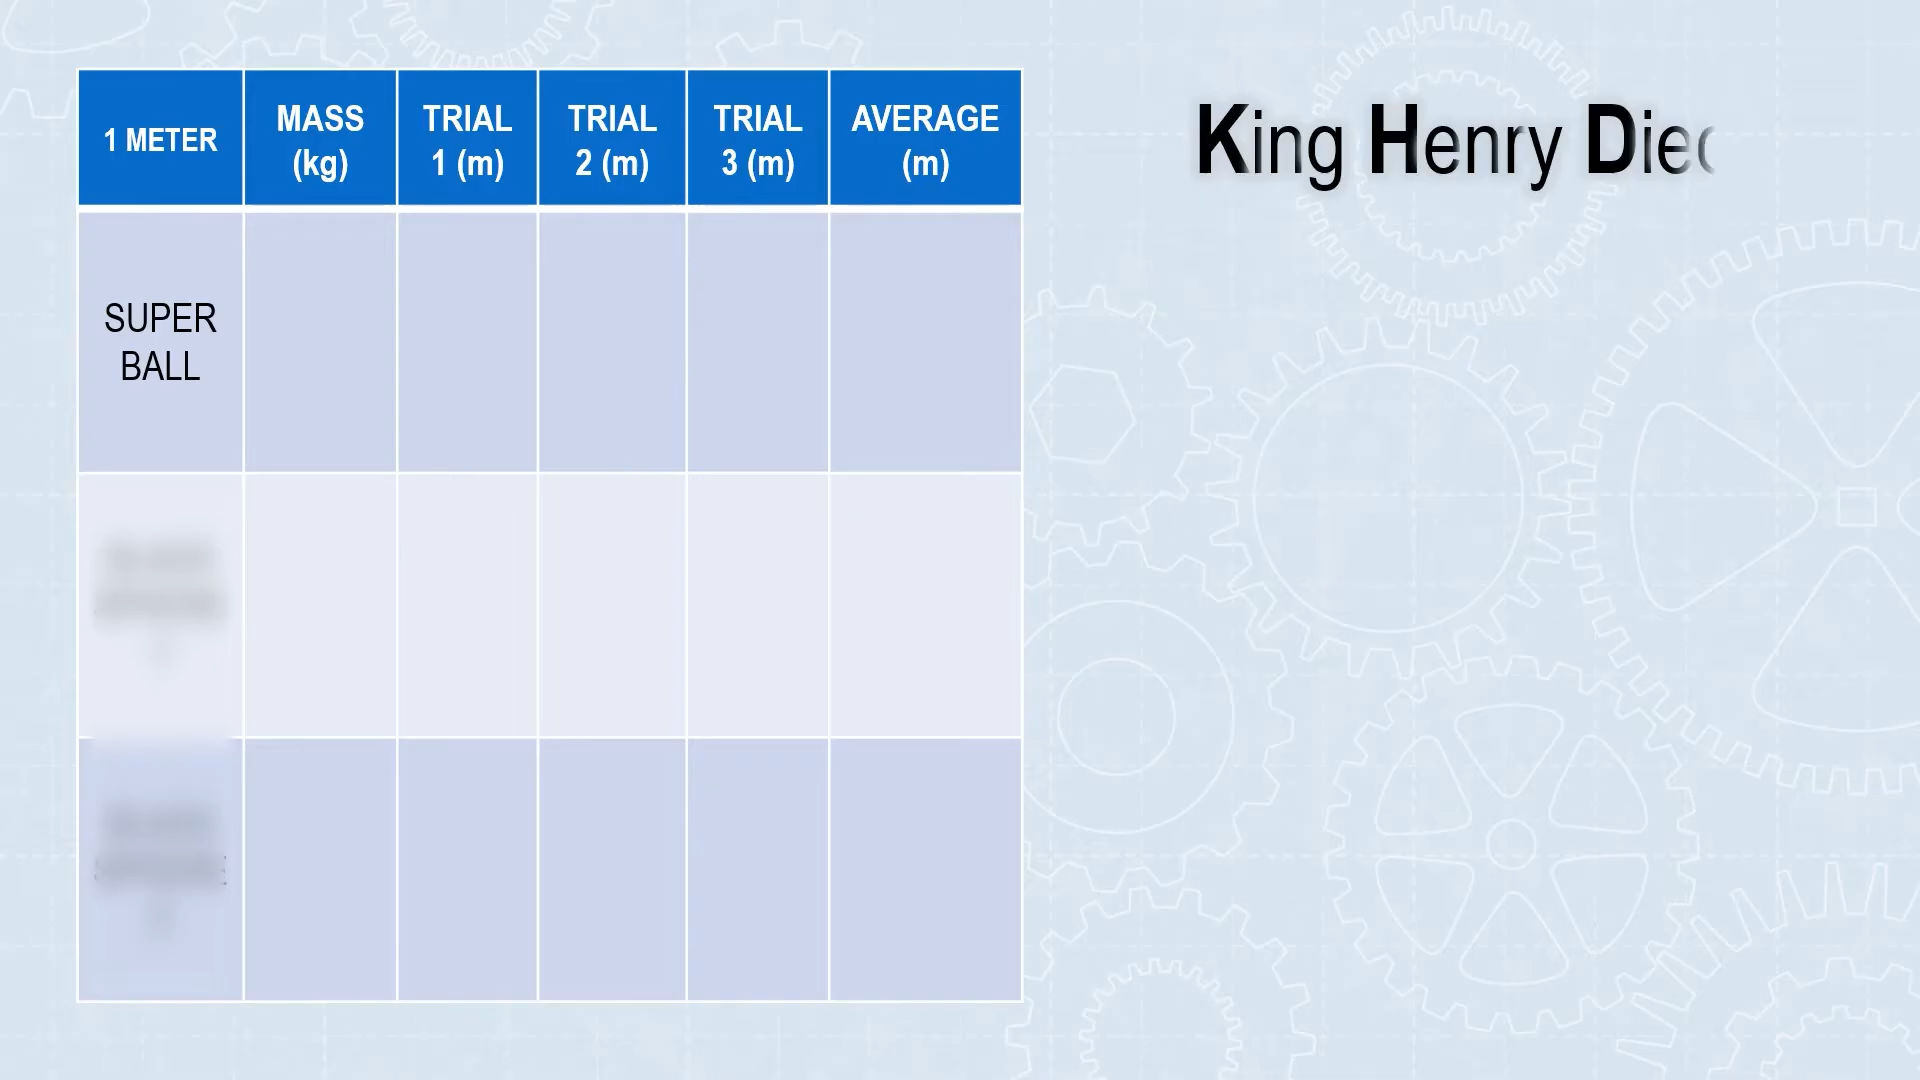 1 METER
MASS (kg)
TRIAL 1 (m)
TRIAL 2 (m)
TRIAL 3 (m)
AVERAGE (m)
SUPER BALL
King Henry